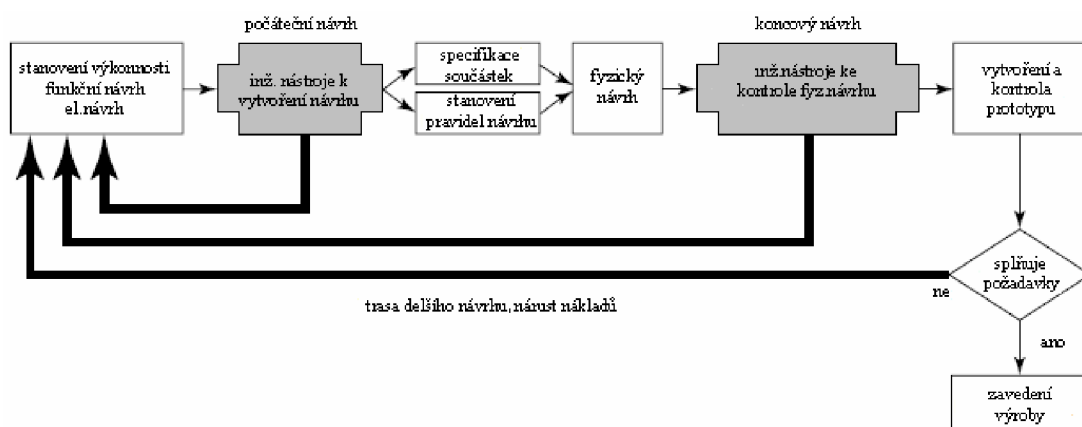 počáteční návrh
koncový návrh
stanovení výkonnosti
funkční návrh
el.návrh
inž. nástroje k
vytvoření návrhu
specifikace
součástek
stanovení
pravidel návrhu
fyzický
návrh
inž.nástroje ke
kontrole fyz.návrhu
vytvoření a
kontrola
prototypu
splňuje
požadavky
ne
trasa delšího návrhu, nárust nákladů
ano
zavedení
výroby